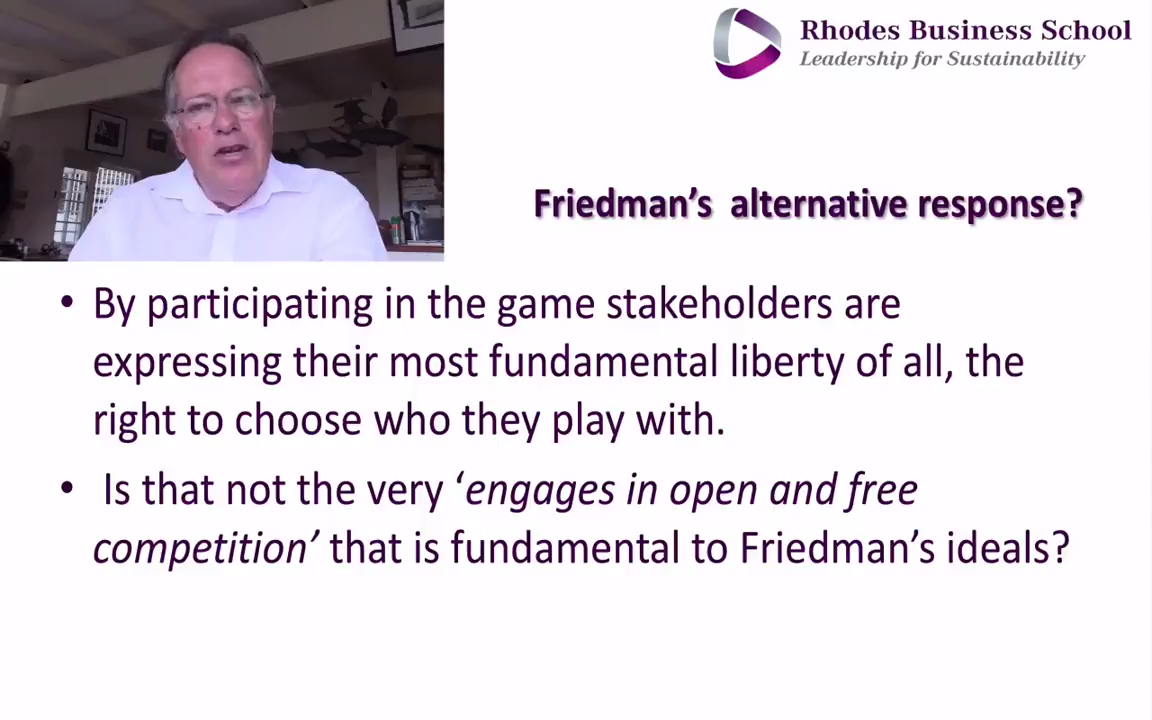 Rhodes Business School
Leadership for Sustainability
Friedman’s alternative response?
• By participating in the game stakeholders are
expressing their most fundamental liberty of all, the
right to choose who they play with.
• Is that not the very ‘engages in open and free
competition’ that is fundamental to Friedman’s ideals?